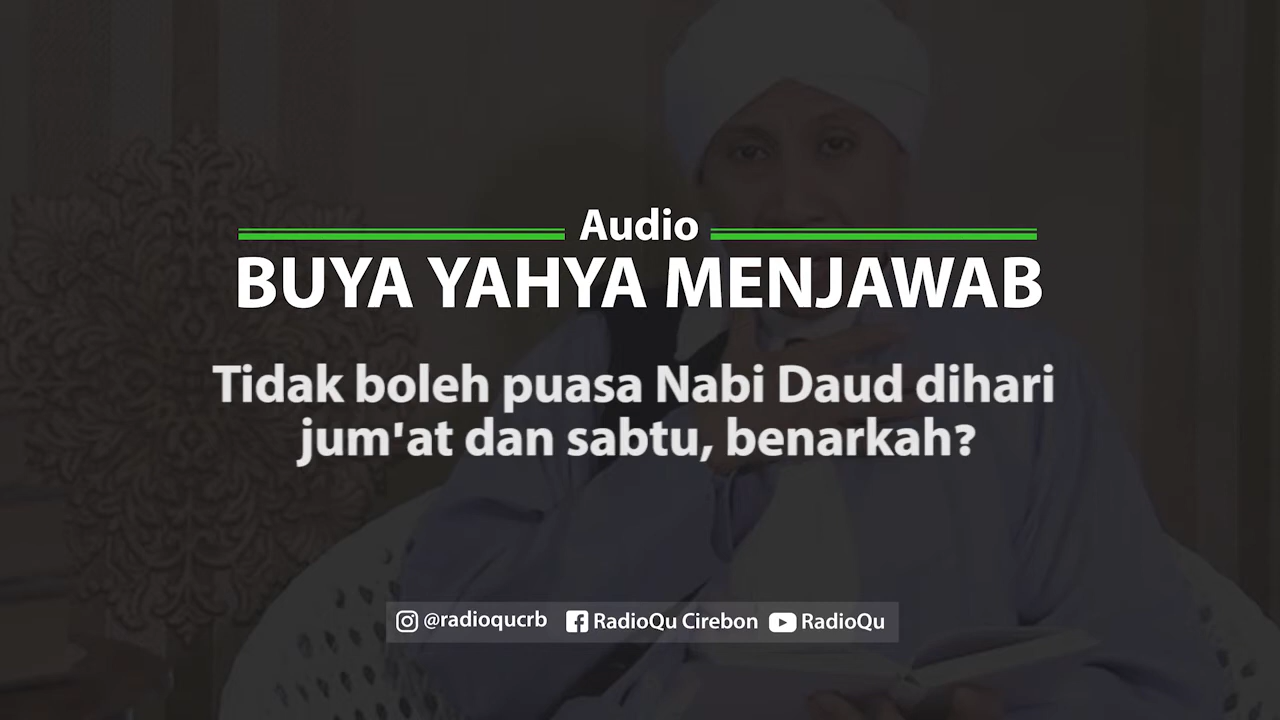 Audio
BUYA YAHYA MENJAWAB
Tidak boleh puasa Nabi Daud dihari
jum'at dan sabtu, benarkah?
@radioqucrb RadioQu Cirebon RadioQu